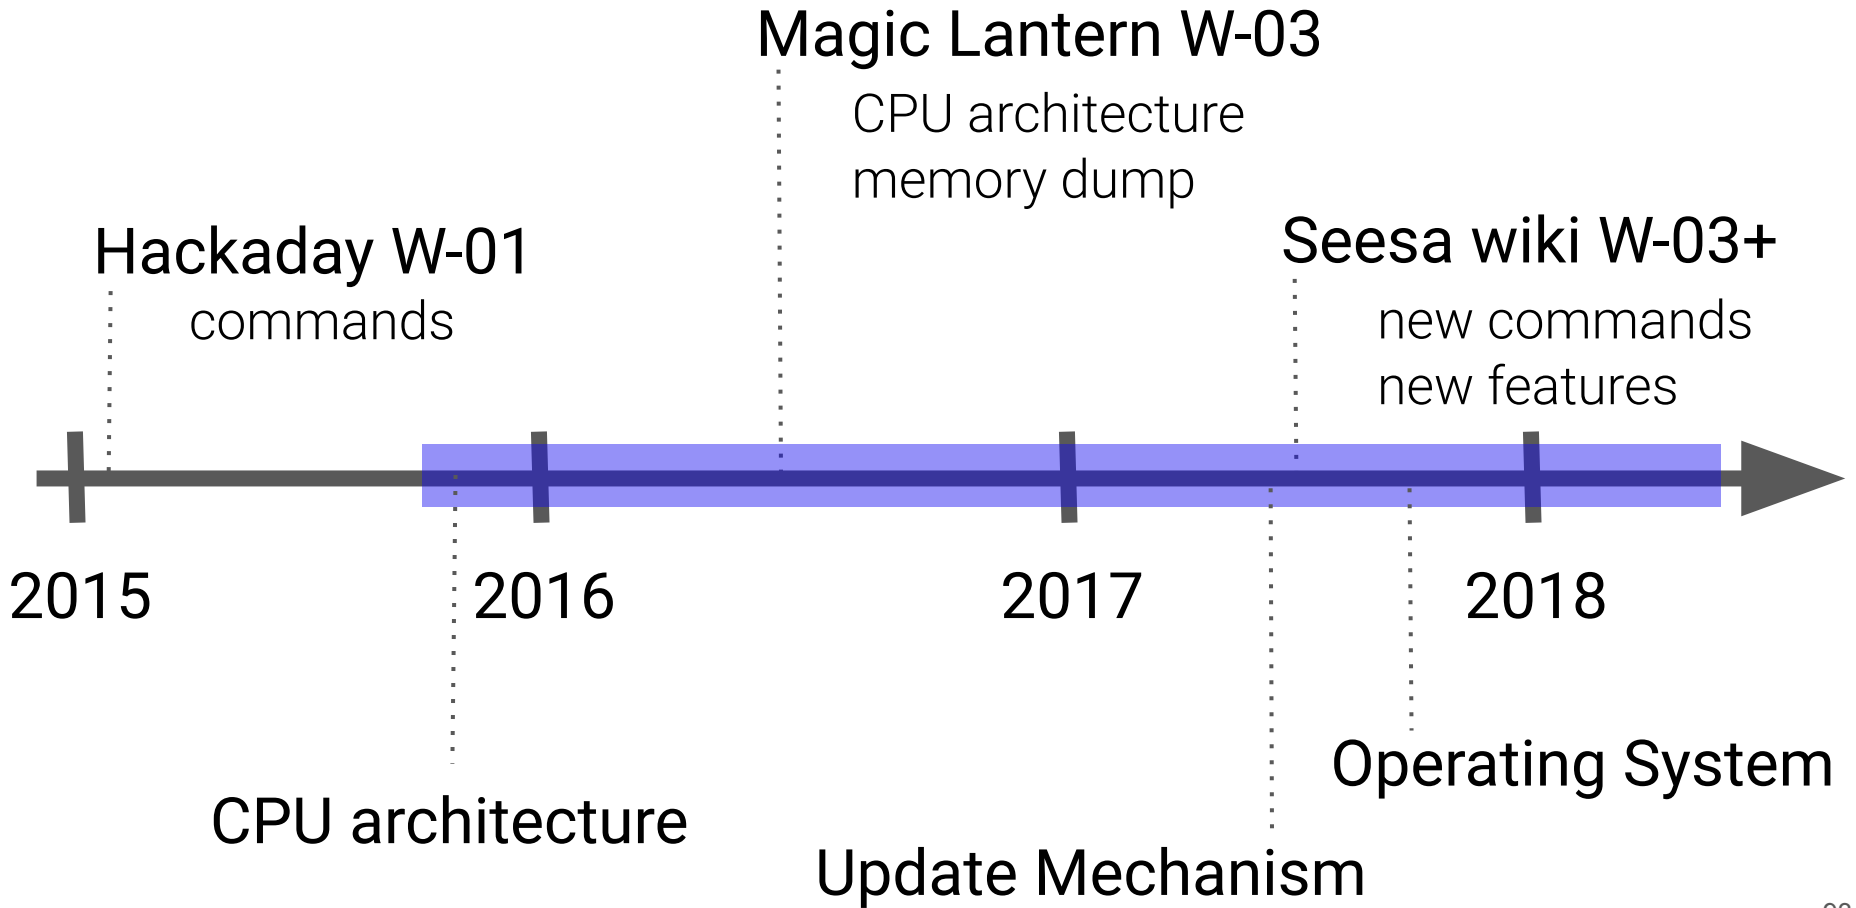 Magic Lantern W-03
CPU architecture
memory dump
Hackaday W-01
commands
Seesa wiki W-03+
new commands
new features
2015
2016
2017
2018
CPU architecture
Operating System
Update Mechanism